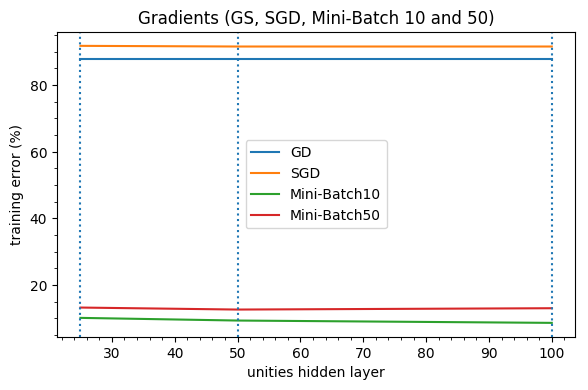 Gradients (GS, SGD, Mini-Batch 10 and 50)
training error (%)
80
60
40
20
GD
SGD
Mini-Batch10
Mini-Batch50
30 40 50 60 70 80 90 100
unities hidden layer